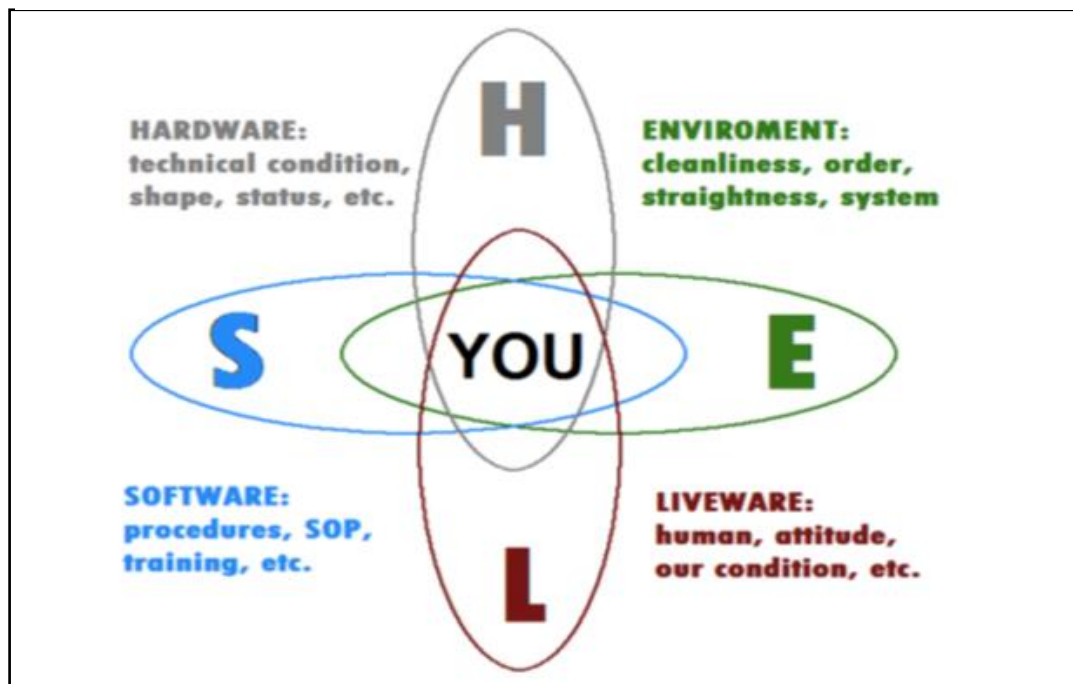 H
HARDWARE:
technical condition,
shape, status, etc.
ENVIROMENT:
cleanliness, order,
straightness, system
S
YOU
E
SOFTWARE:
procedures, SOP,
training, etc.
LIVEWARE:
human, attitude,
our condition, etc.
L